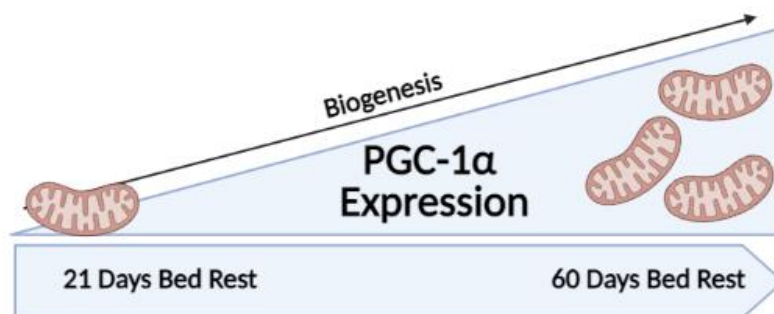 Biogenesis
PGC-1α
Expression
21 Days Bed Rest
60 Days Bed Rest